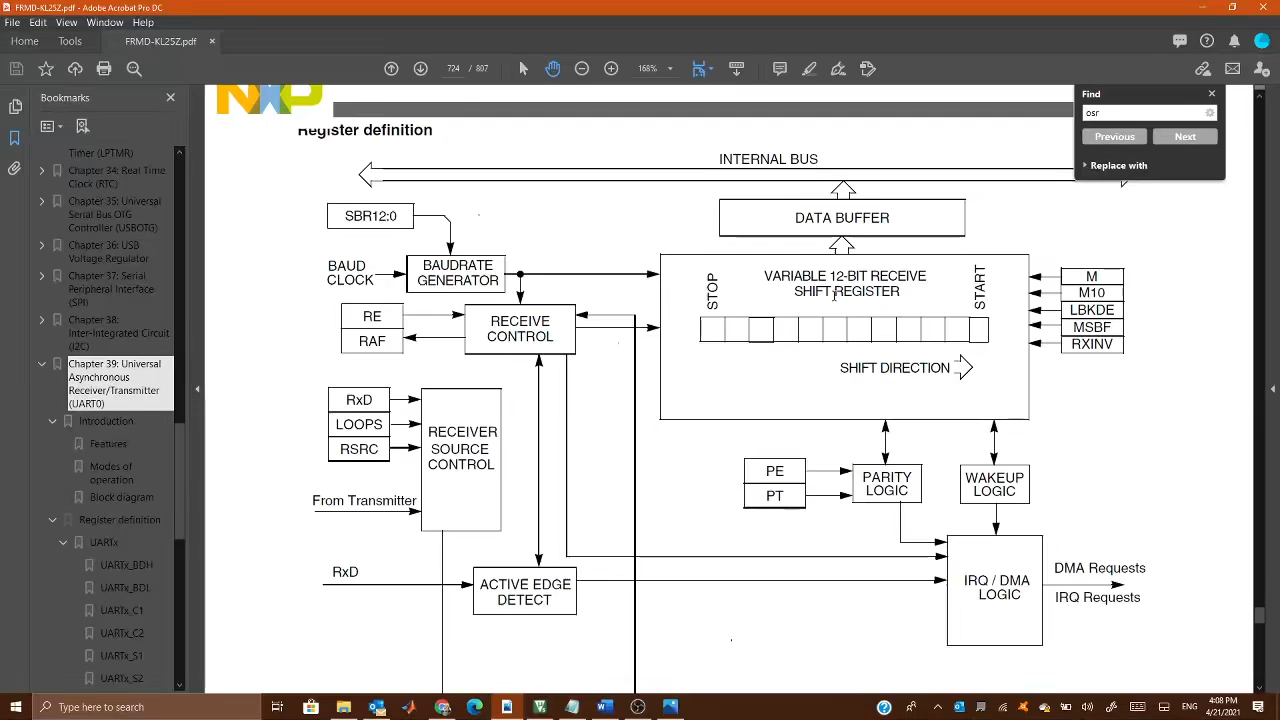 FRMD-KL25Z.pdf - Adobe Acrobat Pro DC
File Edit View Window Help
Home Tools FRMD-KL25Z.pdf ×
724 / 807 168%
Bookmarks
Timer (LPTMR)
Chapter 34: Real Time
Clock (RTC)
Chapter 35: Universal
Serial Bus OTG
Controller (USBOTG)
Chapter 36: USB
Voltage Regulator
Chapter 37: Serial
Peripheral Interface
(SPI)
Chapter 38:
Inter-Integrated Circuit
(I2C)
Chapter 39: Universal
Asynchronous
Receiver/Transmitter
(UART0)
Introduction
Features
Modes of
operation
Block diagram
Register definition
UARTx
UARTx_BDH
UARTx_BDL
UARTx_C1
UARTx_C2
UARTx_S1
UARTx_S2
Find
osr
Previous Next
Replace with
NXP
Register definition
INTERNAL BUS
SBR12:0
DATA BUFFER
BAUD
CLOCK
BAUDRATE
GENERATOR
STOP
VARIABLE 12-BIT RECEIVE
SHIFT REGISTER
START
M
M10
LBKDE
MSBF
RXINV
RE
RAF
RECEIVE
CONTROL
SHIFT DIRECTION
RxD
LOOPS
RSRC
RECEIVER
SOURCE
CONTROL
From Transmitter
PE
PT
PARITY
LOGIC
WAKEUP
LOGIC
RxD
ACTIVE EDGE
DETECT
IRQ / DMA
LOGIC
DMA Requests
IRQ Requests
Type here to search
4:08 PM
4/21/2021